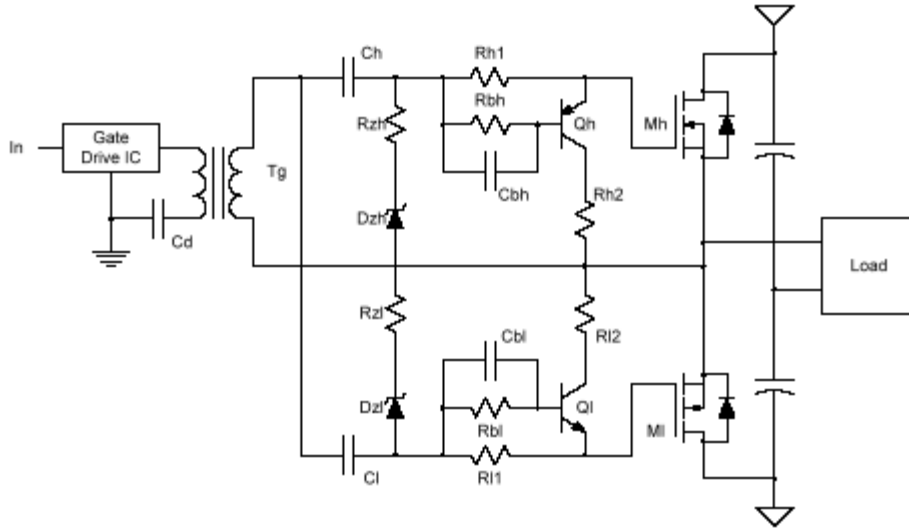 Ch
Rh1
Rbh
Rzh
Qh
Mh
In
Gate
Drive IC
Tg
Cbh
Rh2
Dzh
Cd
Load
Rzl
Cbl
Rl2
Dzl
Ql
Rbl
Ml
Cl
Rl1